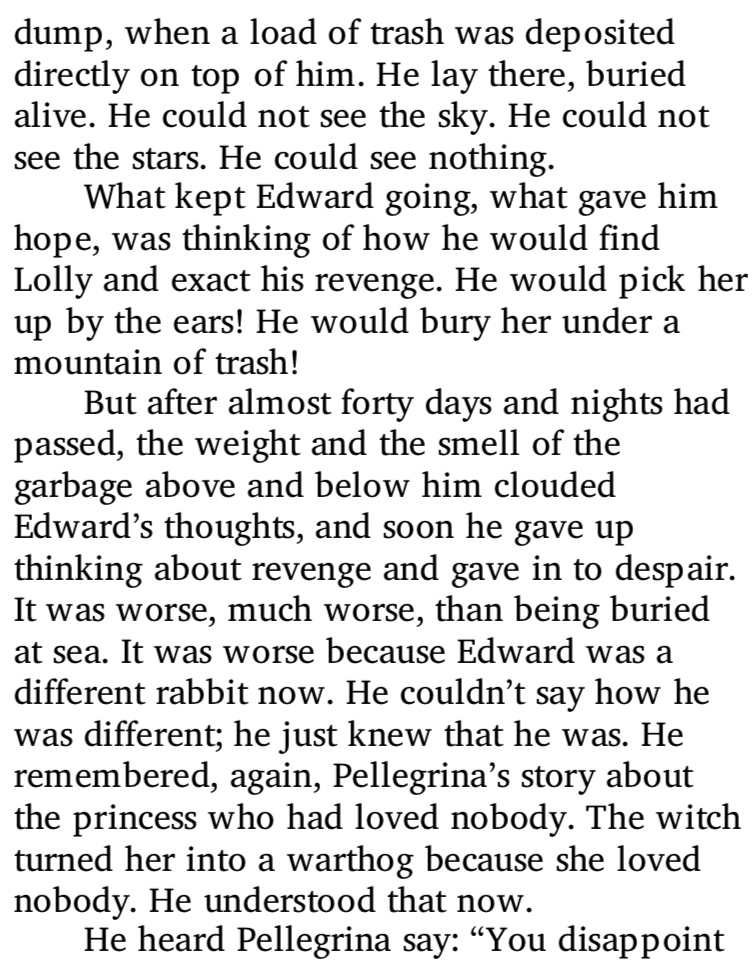 dump, when a load of trash was deposited
directly on top of him. He lay there, buried
alive. He could not see the sky. He could not
see the stars. He could see nothing.
What kept Edward going, what gave him
hope, was thinking of how he would find
Lolly and exact his revenge. He would pick her
up by the ears! He would bury her under a
mountain of trash!
But after almost forty days and nights had
passed, the weight and the smell of the
garbage above and below him clouded
Edward’s thoughts, and soon he gave up
thinking about revenge and gave in to despair.
It was worse, much worse, than being buried
at sea. It was worse because Edward was a
different rabbit now. He couldn’t say how he
was different; he just knew that he was. He
remembered, again, Pellegrina’s story about
the princess who had loved nobody. The witch
turned her into a warthog because she loved
nobody. He understood that now.
He heard Pellegrina say: “You disappoint